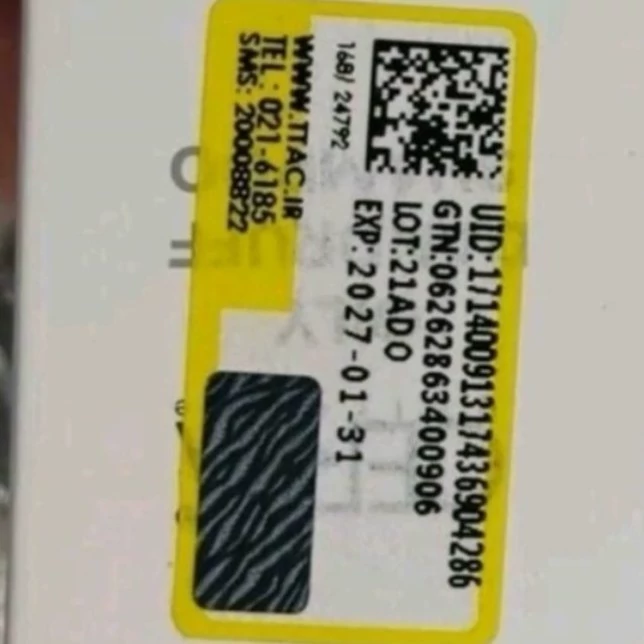 UID:17140091317436904286
GTN:06262863400906
LOT:21ADO
EXP: 2027-01-31
168/ 24792
WWW.TTAC.IR
TEL: 021-6185
SMS: 20008822